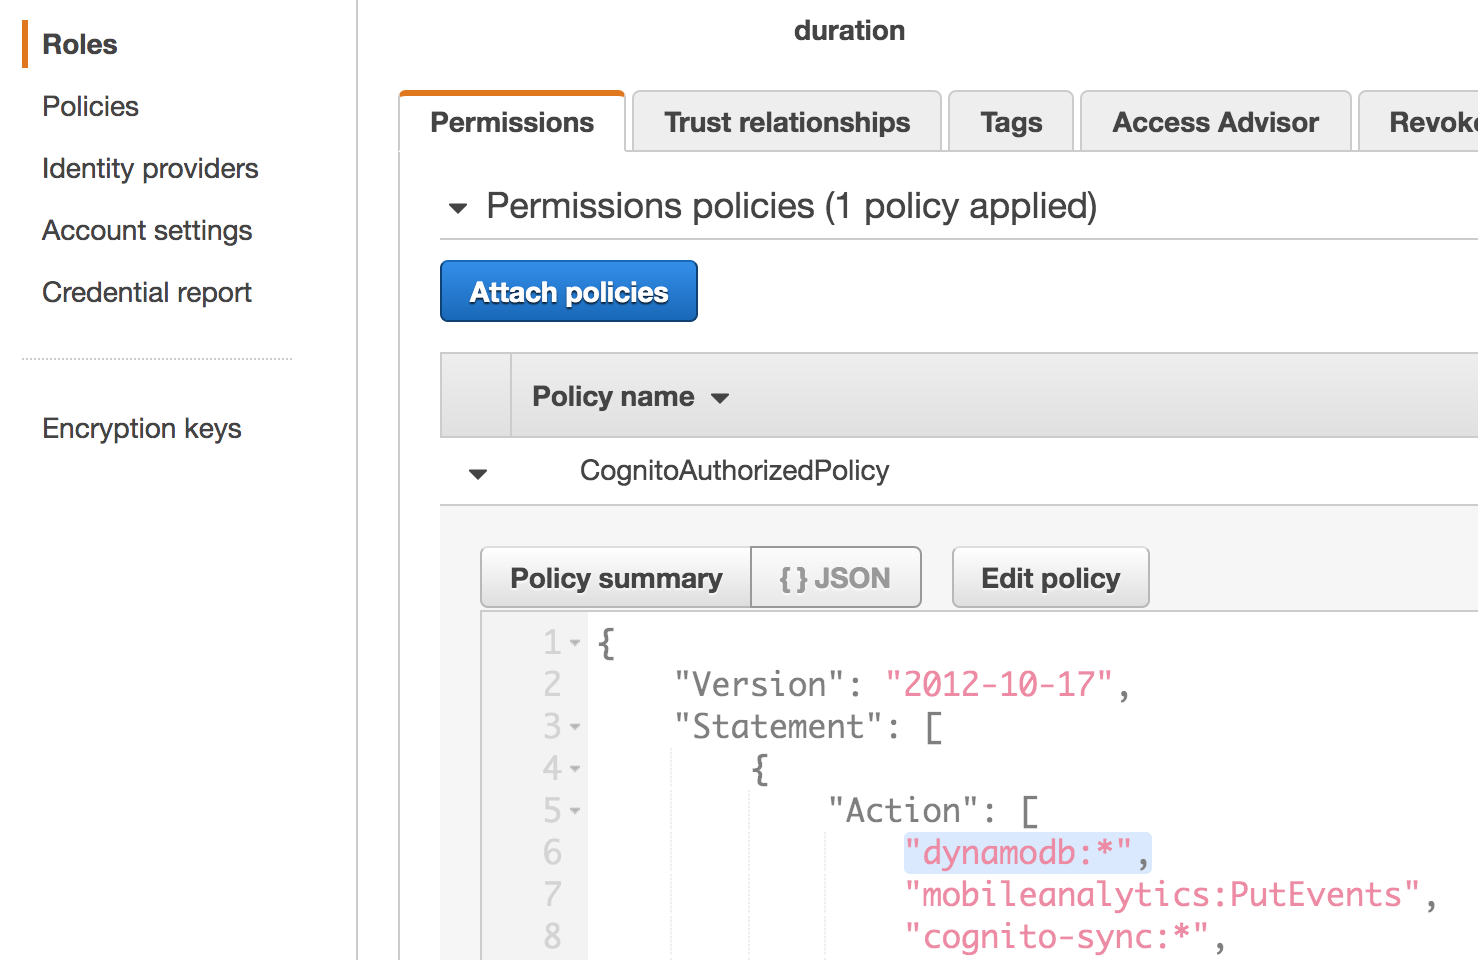 Roles
Policies
Identity providers
Account settings
Credential report
Encryption keys
duration
Permissions Trust relationships Tags Access Advisor
Permissions policies (1 policy applied)
Attach policies
Policy name
CognitoAuthorizedPolicy
Policy summary { } JSON Edit policy
1 {
2 "Version": "2012-10-17",
3 "Statement": [
4 {
5 "Action": [
6 "dynamodb:*",
7 "mobileanalytics:PutEvents",
8 "cognito-sync:*",